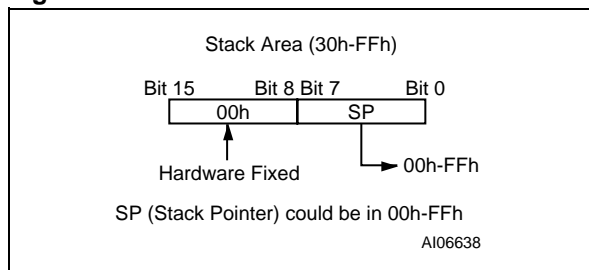 Stack Area (30h-FFh)
Bit 15 Bit 8 Bit 7 Bit 0
00h SP
00h-FFh
Hardware Fixed
SP (Stack Pointer) could be in 00h-FFh
AI06638